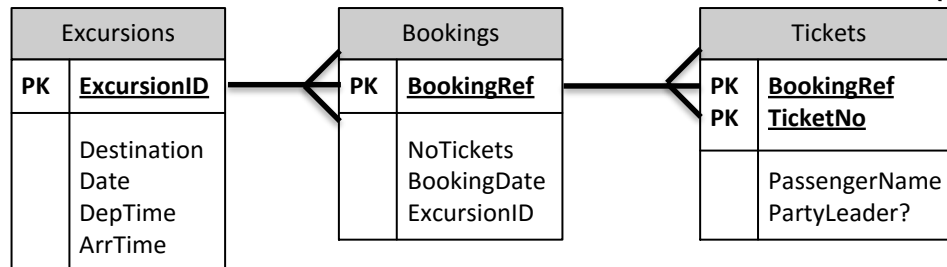 Excursions
PK ExcursionID
Destination
Date
DepTime
ArrTime
Bookings
PK BookingRef
NoTickets
BookingDate
ExcursionID
Tickets
PK BookingRef
PK TicketNo
PassengerName
PartyLeader?